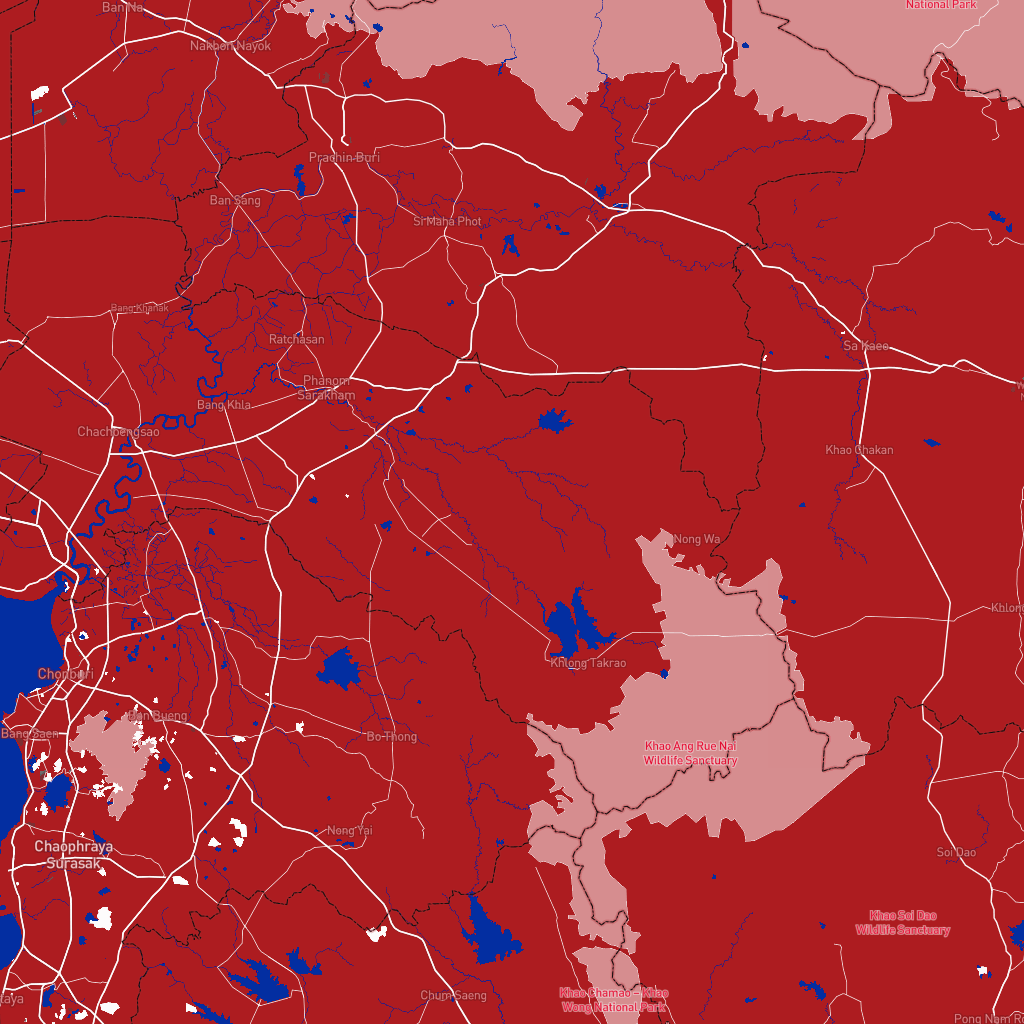 National Park
Ban Na
Nakhon Nayok
Prachin Buri
Ban Sang
Si Maha Phot
Bang Khanak
Ratchasan
Sa Kaeo
Phanom
Sarakham
Bang Khla
Chachoengsao
Khao Chakan
Nong Wa
Khlong
Khlong Takrao
Chonburi
Ban Bueng
Bang Saen
Bo Thong
Khao Ang Rue Nai
Wildlife Sanctuary
Nong Yai
Chaophraya
Surasak
Soi Dao
Khao Soi Dao
Wildlife Sanctuary
Chum Saeng
Khao Chamao - Khao
Wong National Park
taya
Pong Nam R